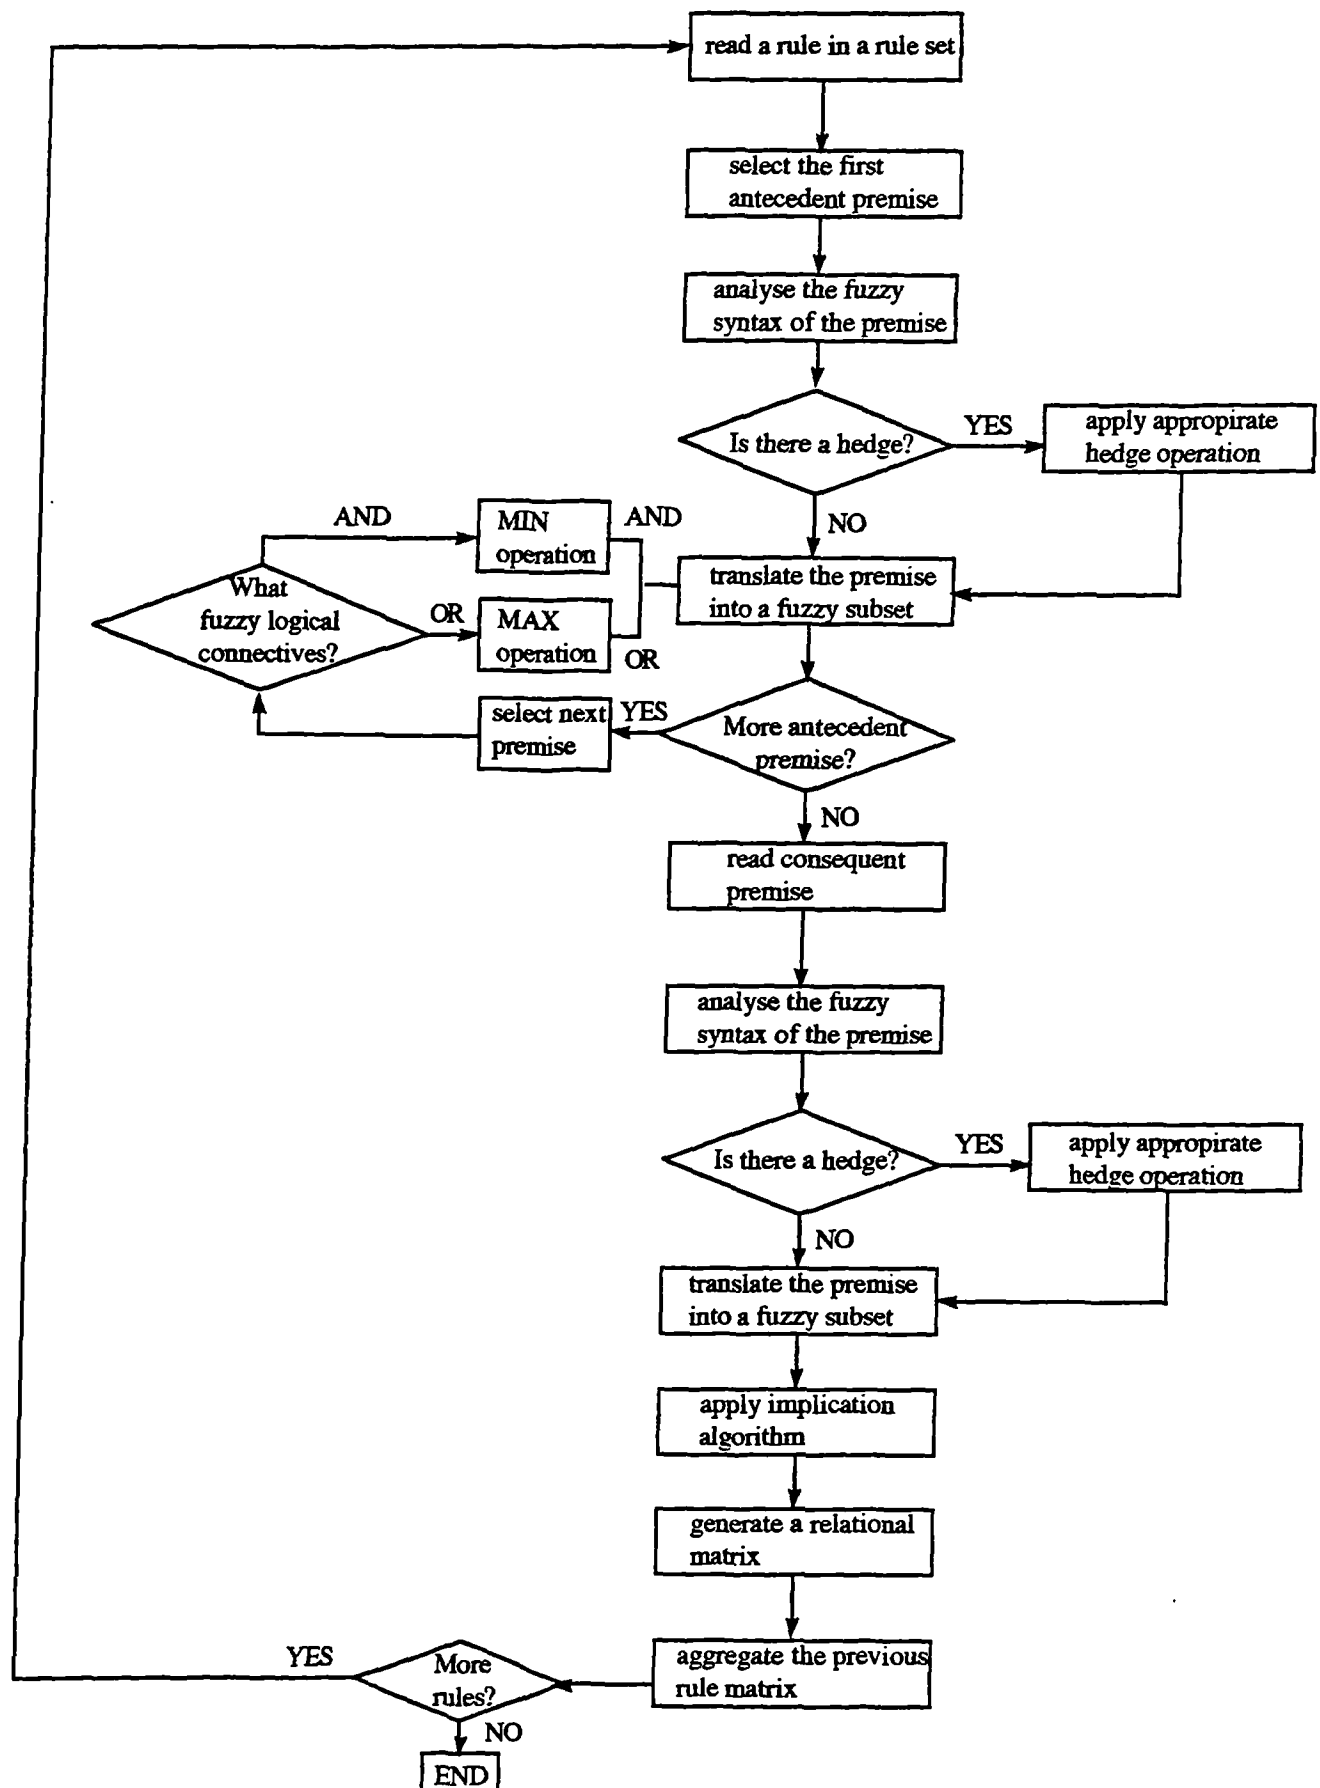 read a rule in a rule set
select the first
antecedent premise
analyse the fuzzy
syntax of the premise
Is there a hedge?
YES
apply appropirate
hedge operation
NO
AND
MIN
operation
AND
translate the premise
into a fuzzy subset
What
fuzzy logical
connectives?
OR
MAX
operation
OR
select next
premise
YES
More antecedent
premise?
NO
read consequent
premise
analyse the fuzzy
syntax of the premise
Is there a hedge?
YES
apply appropirate
hedge operation
NO
translate the premise
into a fuzzy subset
apply implication
algorithm
generate a relational
matrix
aggregate the previous
rule matrix
YES
More
rules?
NO
END